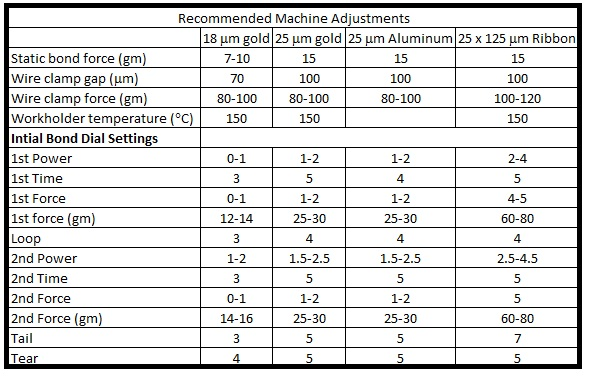 Recommended Machine Adjustments
18 µm gold 25 µm gold 25 µm Aluminum 25 x 125 µm Ribbon
Static bond force (gm) 7-10 15 15 15
Wire clamp gap (µm) 70 100 100 100
Wire clamp force (gm) 80-100 80-100 80-100 100-120
Workholder temperature (°C) 150 150 150
Intial Bond Dial Settings
1st Power 0-1 1-2 1-2 2-4
1st Time 3 5 4 5
1st Force 0-1 1-2 1-2 4-5
1st force (gm) 12-14 25-30 25-30 60-80
Loop 3 4 4 4
2nd Power 1-2 1.5-2.5 1.5-2.5 2.5-4.5
2nd Time 3 5 5 5
2nd Force 0-1 1-2 1-2 5
2nd Force (gm) 14-16 25-30 25-30 60-80
Tail 3 5 5 7
Tear 4 5 5 5